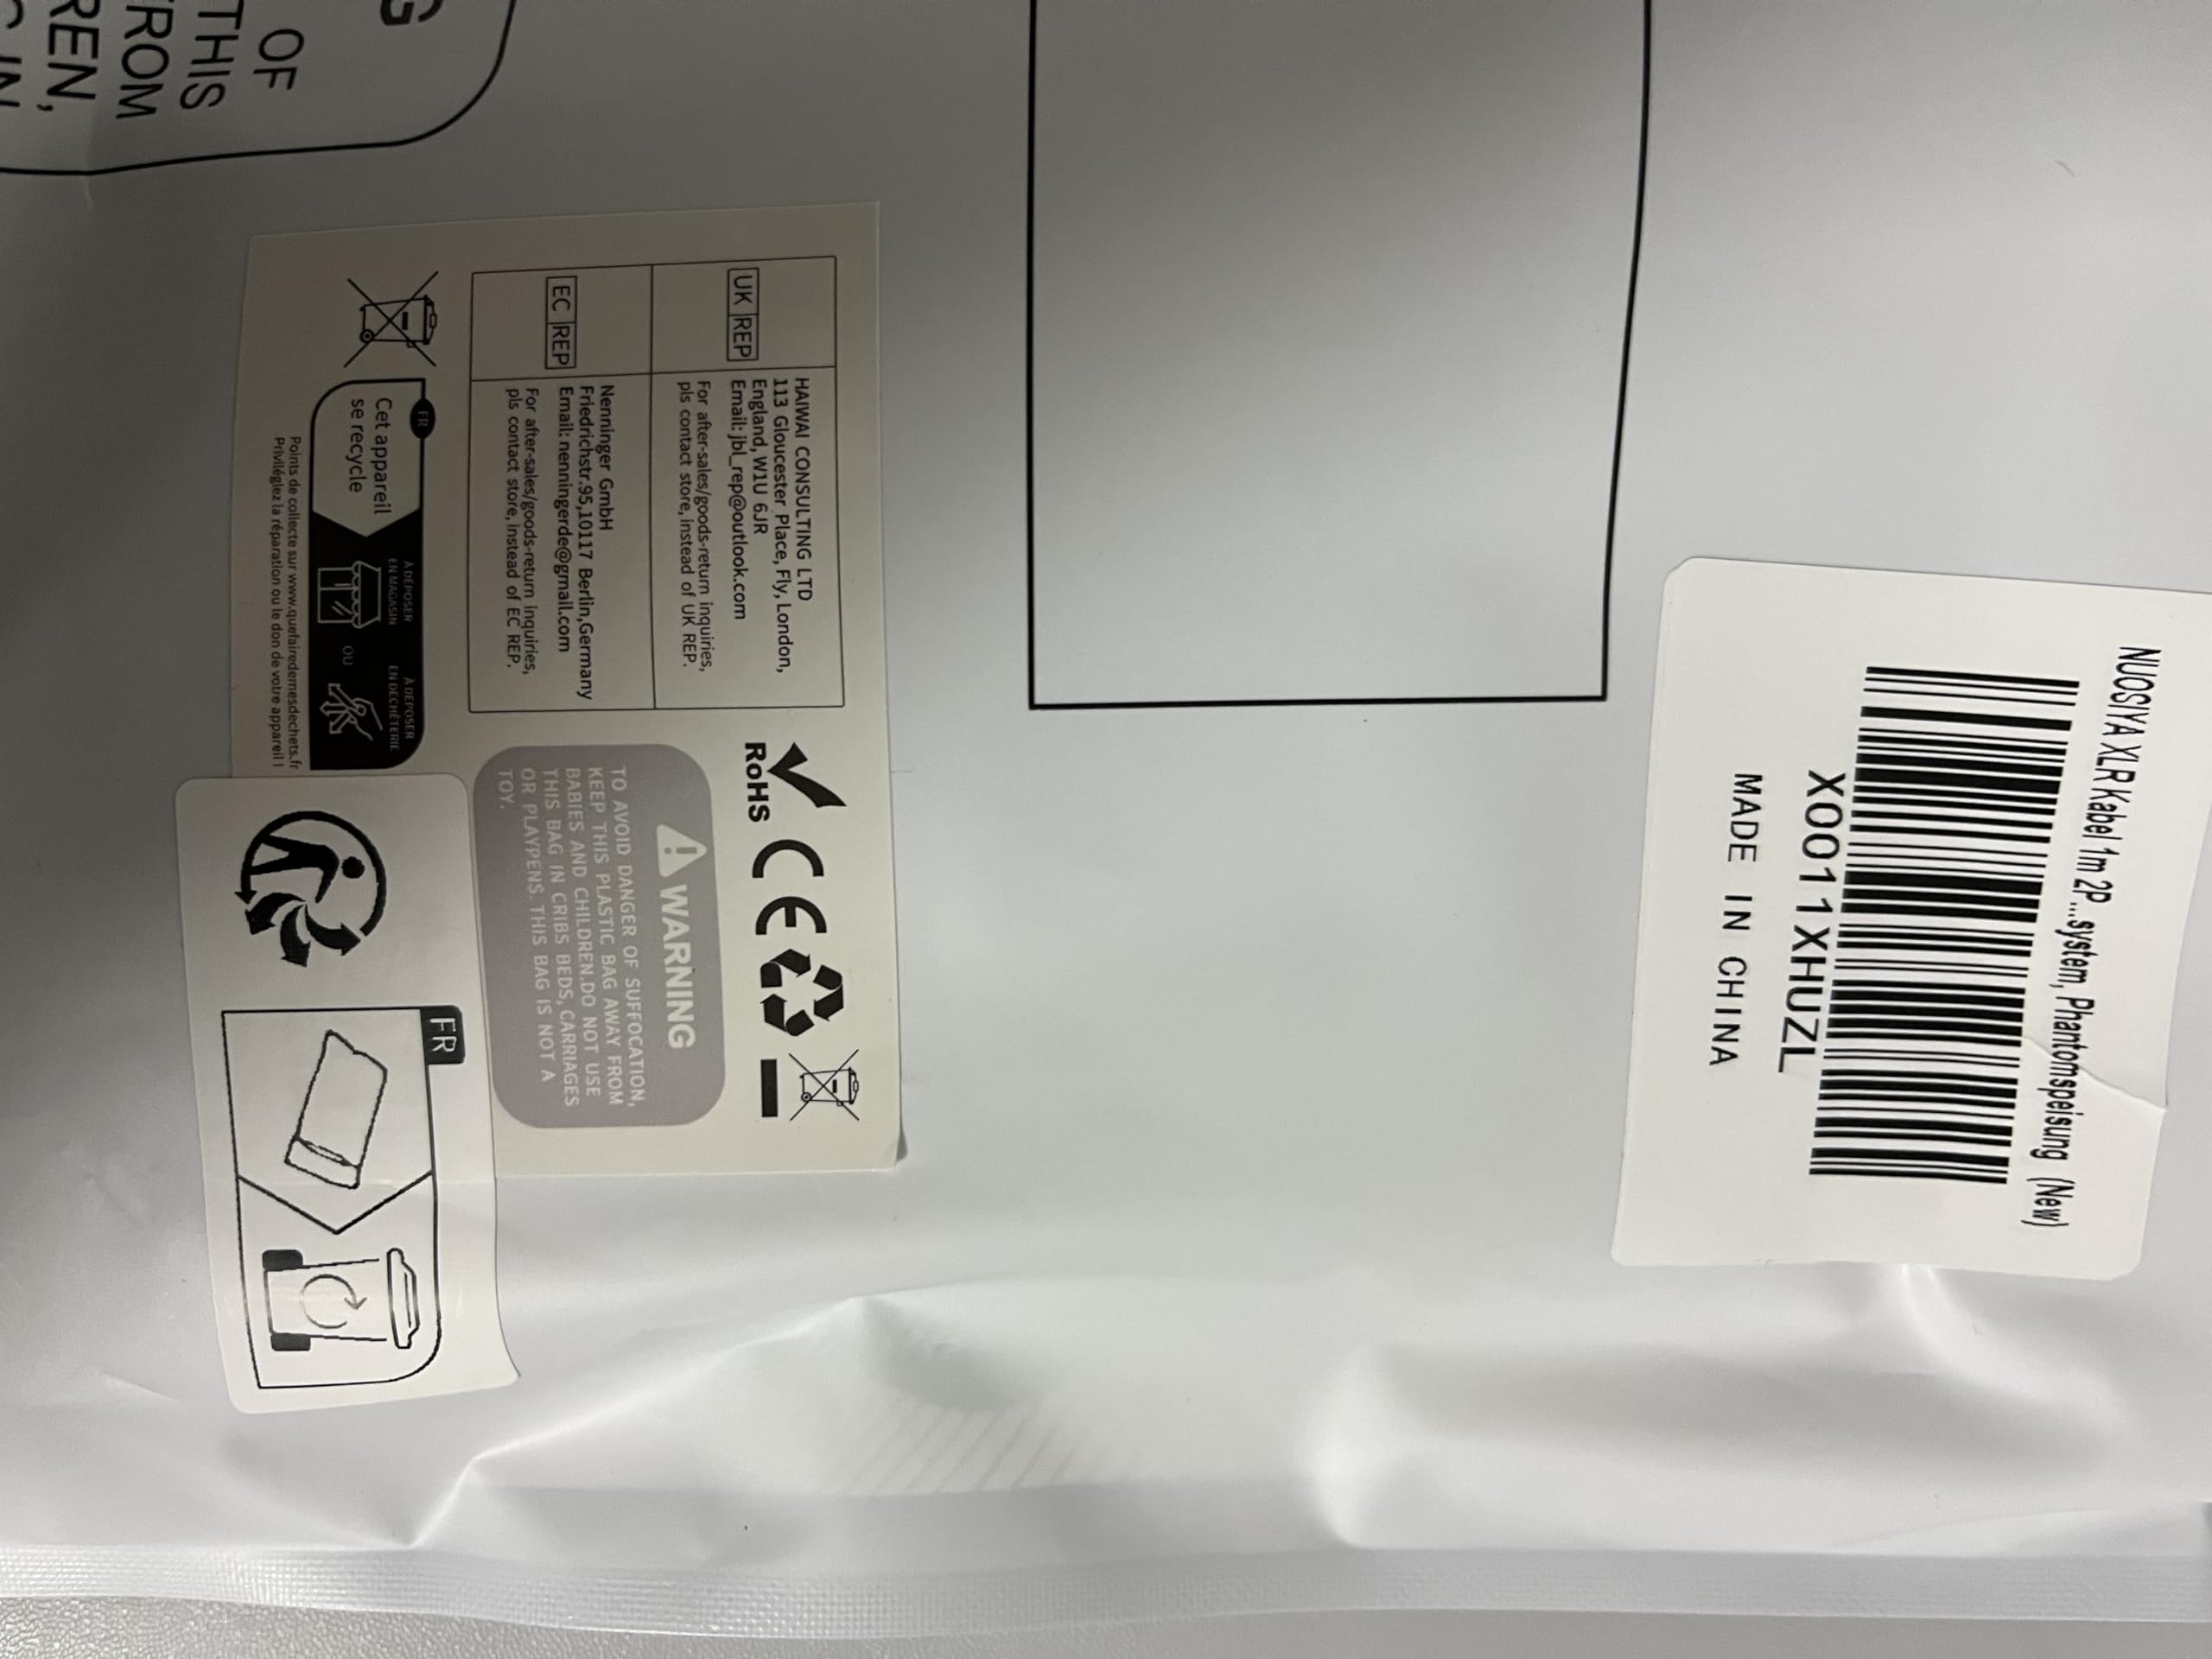 G
OF
THIS
FROM
REN,
IN
UK REP
HAIWAI CONSULTING LTD
113 Gloucester Place, Fly, London,
England, W1U 6JR
Email: jbl_rep@outlook.com
For after-sales/goods-return inquiries,
pls contact store, instead of UK REP.
EC REP
Nenninger GmbH
Friedrichstr.95,10117 Berlin,Germany
Email: nenningerde@gmail.com
For after-sales/goods-return inquiries,
pls contact store, instead of EC REP.
FR
Cet appareil
se recycle
À DÉPOSER
EN MAGASIN
OU
À DÉPOSER
EN DÉCHÈTERIE
Points de collecte sur www.quefairedemesdechets.fr
Privilégiez la réparation ou le don de votre appareil !
RoHS
CE
WARNING
TO AVOID DANGER OF SUFFOCATION,
KEEP THIS PLASTIC BAG AWAY FROM
BABIES AND CHILDREN.DO NOT USE
THIS BAG IN CRIBS BEDS, CARRIAGES
OR PLAYPENS. THIS BAG IS NOT A
TOY.
FR
NUOSIYA XLR Kabel 1m 2P...system, Phantomspeisung (New)
X0011XHUZL
MADE IN CHINA